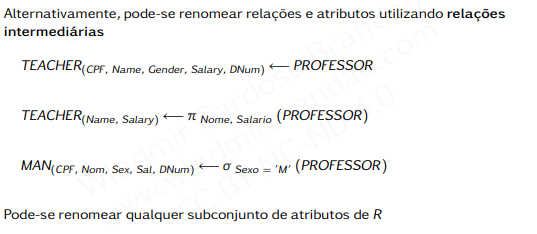 Alternativamente, pode-se renomear relações e atributos utilizando relações
intermediárias
TEACHER(CPF, Name, Gender, Salary, DNum) ⟵ PROFESSOR
TEACHER(Name, Salary) ⟵ π Nome, Salario (PROFESSOR)
MAN(CPF, Nom, Sex, Sal, DNum) ⟵ σ Sexo = 'M' (PROFESSOR)
Pode-se renomear qualquer subconjunto de atributos de R